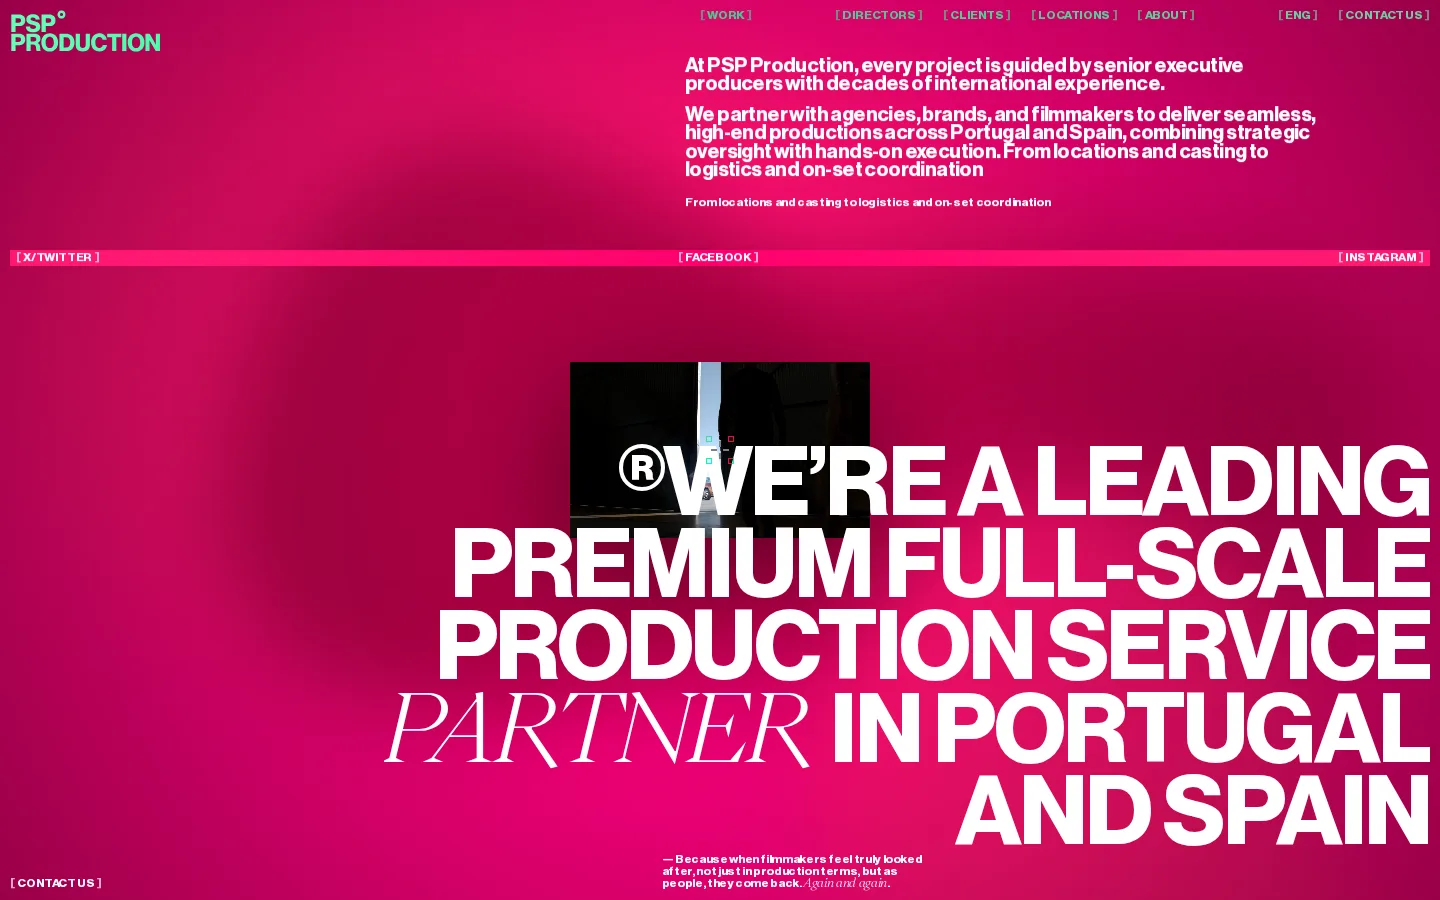 PSP°
PRODUCTION
[ WORK ]
[ DIRECTORS ]
[ CLIENTS ]
[ LOCATIONS ]
[ ABOUT ]
[ ENG ]
[ CONTACT US ]
At PSP Production, every project is guided by senior executive
producers with decades of international experience.
We partner with agencies, brands, and filmmakers to deliver seamless,
high-end productions across Portugal and Spain, combining strategic
oversight with hands-on execution. From locations and casting to
logistics and on-set coordination
From locations and casting to logistics and on-set coordination
[ X/TWITTER ]
[ FACEBOOK ]
[ INSTAGRAM ]
®WE’RE A LEADING
PREMIUM FULL-SCALE
PRODUCTION SERVICE
PARTNER IN PORTUGAL
AND SPAIN
— Because when filmmakers feel truly looked
after, not just in production terms, but as
people, they come back. Again and again.
[ CONTACT US ]